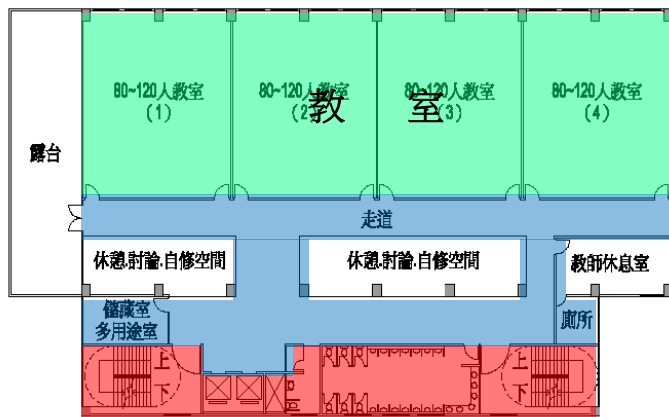 80~120人教室
(1)
80~120人教室
(2)
80~120人教室
(3)
80~120人教室
(4)
教 室
露台
走道
休憩.討論.自修空間
休憩.討論.自修空間
教師休息室
儲藏室
多用途室
廁所
上
下
上
下